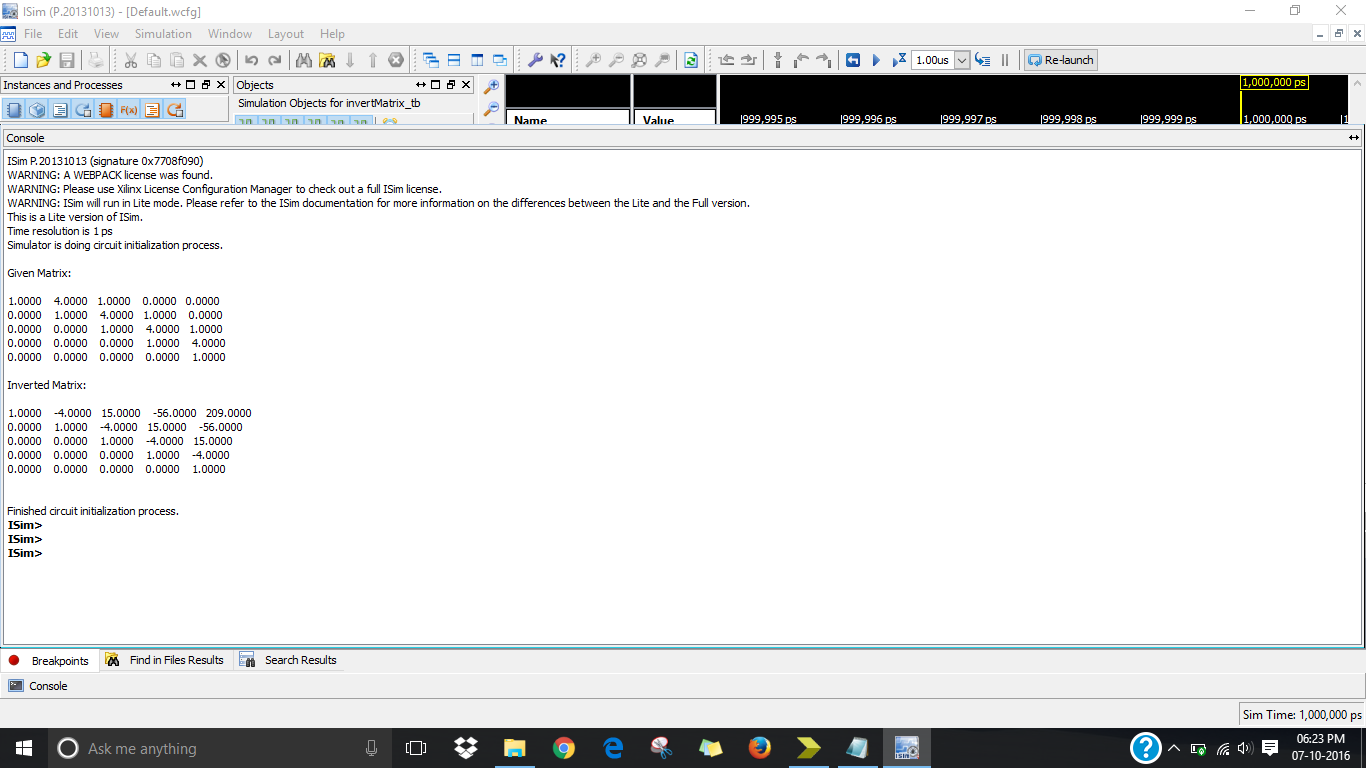 ISim (P.20131013) - [Default.wcfg]
File Edit View Simulation Window Layout Help
1.00us Re-launch
Instances and Processes Objects 1,000,000 ps
Simulation Objects for invertMatrix_tb
F(x) Name Value 999,995 ps 999,996 ps 999,997 ps 999,998 ps 999,999 ps 1,000,000 ps
Console
ISim P.20131013 (signature 0x7708f090)
WARNING: A WEBPACK license was found.
WARNING: Please use Xilinx License Configuration Manager to check out a full ISim license.
WARNING: ISim will run in Lite mode. Please refer to the ISim documentation for more information on the differences between the Lite and the Full version.
This is a Lite version of ISim.
Time resolution is 1 ps
Simulator is doing circuit initialization process.
Given Matrix:
1.0000 4.0000 1.0000 0.0000 0.0000
0.0000 1.0000 4.0000 1.0000 0.0000
0.0000 0.0000 1.0000 4.0000 1.0000
0.0000 0.0000 0.0000 1.0000 4.0000
0.0000 0.0000 0.0000 0.0000 1.0000
Inverted Matrix:
1.0000 -4.0000 15.0000 -56.0000 209.0000
0.0000 1.0000 -4.0000 15.0000 -56.0000
0.0000 0.0000 1.0000 -4.0000 15.0000
0.0000 0.0000 0.0000 1.0000 -4.0000
0.0000 0.0000 0.0000 0.0000 1.0000
Finished circuit initialization process.
ISim>
ISim>
ISim>
Breakpoints Find in Files Results Search Results
Console
Sim Time: 1,000,000 ps
Ask me anything
06:23 PM
07-10-2016